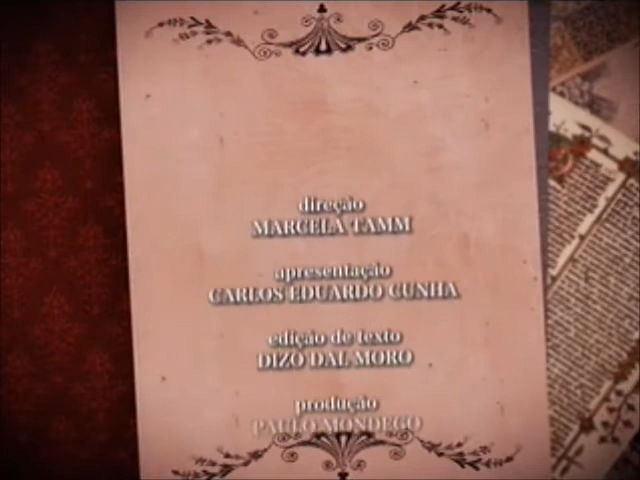 direção
MARCELA TAMM
apresentação
CARLOS EDUARDO CUNHA
edição de texto
DIZO DAL MORO
produção
PAULO MONDEGO